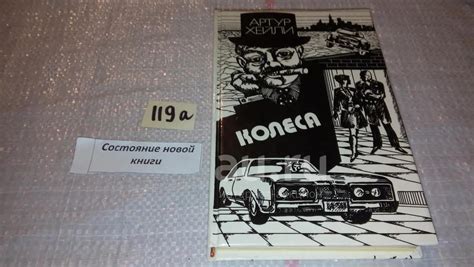 АРТУР
ХЕЙЛИ
КОЛЕСА
119а
Состояние новой
книги